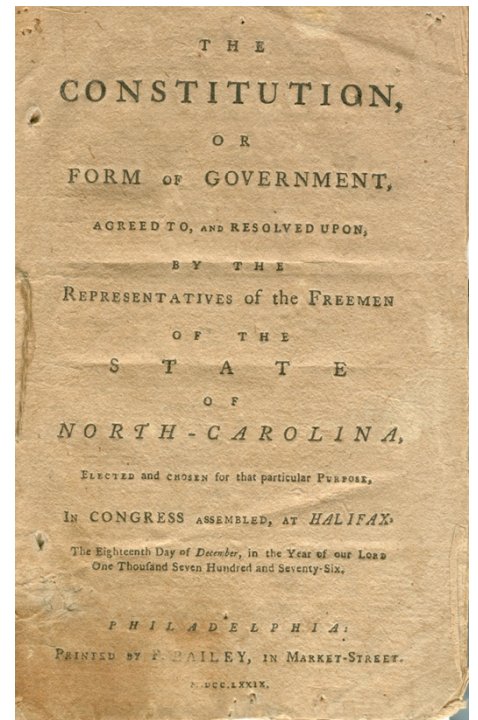 THE
CONSTITUTION,
OR
FORM OF GOVERNMENT,
AGREED TO, AND RESOLVED UPON,
BY THE
REPRESENTATIVES of the FREEMEN
OF THE
STATE
OF
NORTH-CAROLINA,
ELECTED and CHOSEN for that particular PURPOSE,
IN CONGRESS ASSEMBLED, AT HALIFAX,
The Eighteenth Day of December, in the Year of our LORD
One Thouſand Seven Hundred and Seventy-Six.
PHILADELPHIA:
PRINTED BY F. BAILEY, IN MARKET-STREET.
M.DCC.LXXIX.